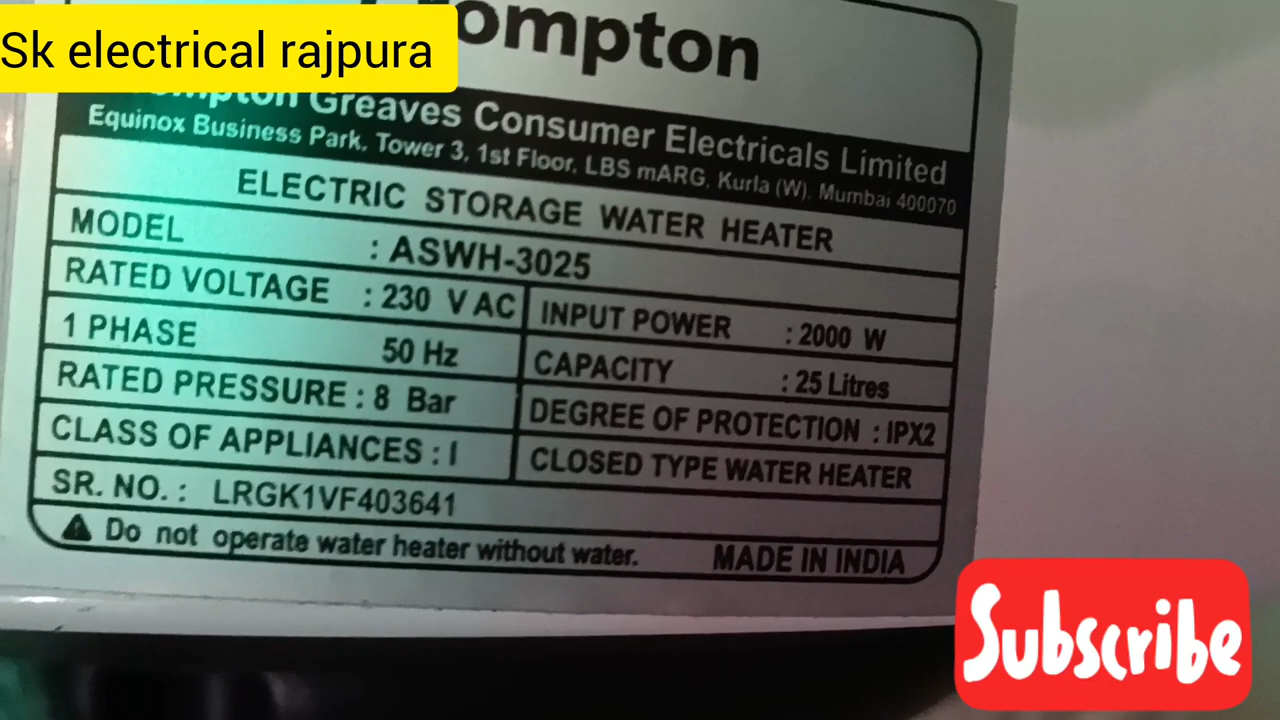 Sk electrical rajpura
ompton
Greaves Consumer Electricals Limited
Equinox Business Park, Tower 3, 1st Floor, LBS mARG, Kurla (W), Mumbai 400070
ELECTRIC STORAGE WATER HEATER
MODEL : ASWH-3025
RATED VOLTAGE : 230 V AC INPUT POWER : 2000 W
1 PHASE 50 Hz CAPACITY : 25 Litres
RATED PRESSURE : 8 Bar DEGREE OF PROTECTION : IPX2
CLASS OF APPLIANCES : I CLOSED TYPE WATER HEATER
SR. NO. : LRGK1VF403641
Do not operate water heater without water. MADE IN INDIA
Subscribe